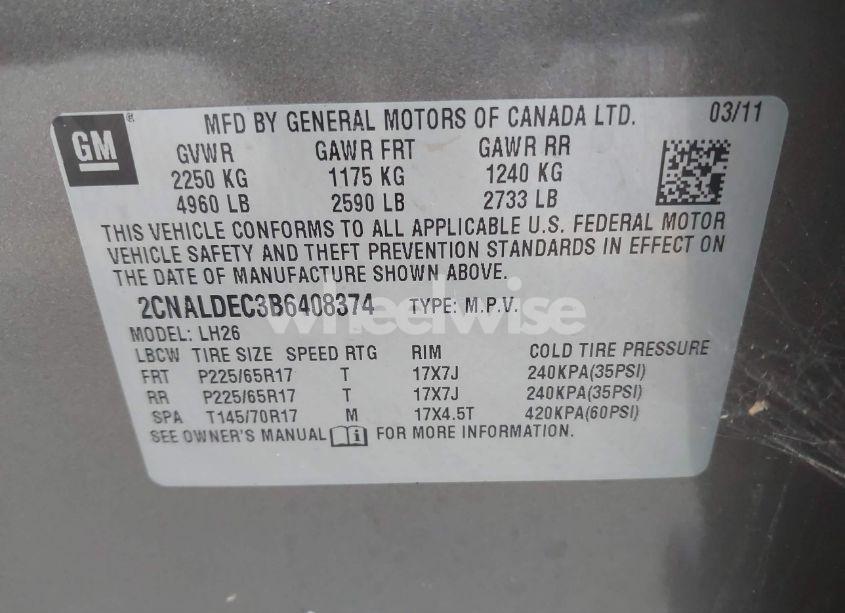 GM ® MFD BY GENERAL MOTORS OF CANADA LTD. 03/11
GVWR GAWR FRT GAWR RR
2250 KG 1175 KG 1240 KG
4960 LB 2590 LB 2733 LB
THIS VEHICLE CONFORMS TO ALL APPLICABLE U.S. FEDERAL MOTOR
VEHICLE SAFETY AND THEFT PREVENTION STANDARDS IN EFFECT ON
THE DATE OF MANUFACTURE SHOWN ABOVE.
2CNALDEC3B6408374 TYPE: M.P.V.
wheelwise
MODEL: LH26
LBCW TIRE SIZE SPEED RTG RIM COLD TIRE PRESSURE
FRT P225/65R17 T 17X7J 240KPA(35PSI)
RR P225/65R17 T 17X7J 240KPA(35PSI)
SPA T145/70R17 M 17X4.5T 420KPA(60PSI)
SEE OWNER'S MANUAL FOR MORE INFORMATION.